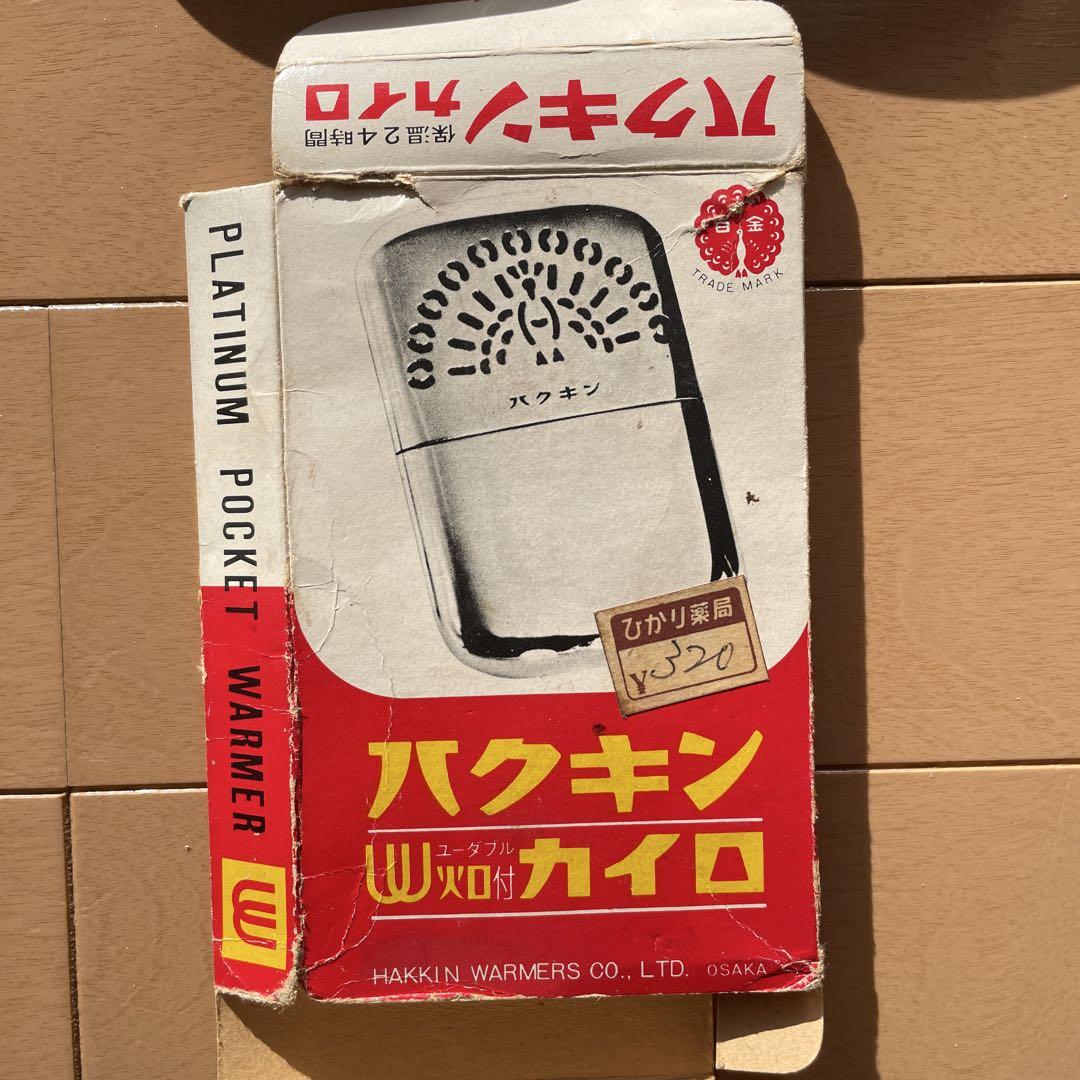 ハクキンカイロ
保温24時間
白金
TRADE MARK
PLATINUM POCKET WARMER
ハクキン
ひかり薬局
¥320
ハクキン
ユーダブル
火口付カイロ
HAKKIN WARMERS CO., LTD. OSAKA